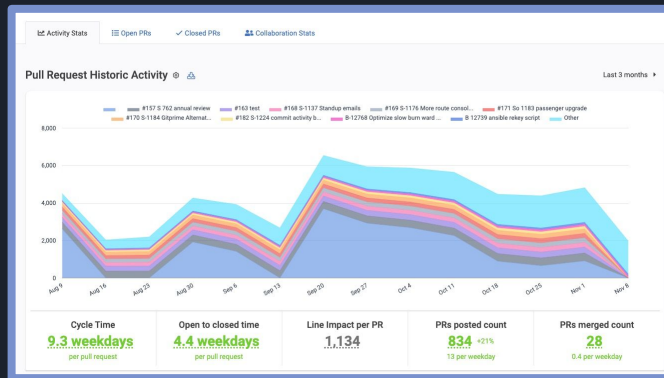 Activity Stats
Open PRs
Closed PRs
Collaboration Stats
Pull Request Historic Activity
Last 3 months
#157 S 762 annual review
#163 test
#168 S-1137 Standup emails
#169 S-1176 More route consol...
#171 So 1183 passenger upgrade
#170 S-1184 Gitprime Alternat...
#182 S-1224 commit activity b...
B-12768 Optimize slow burn ward ...
B 12739 ansible rekey script
Other
8,000
6,000
4,000
2,000
0
Aug 9
Aug 16
Aug 23
Aug 30
Sep 6
Sep 13
Sep 20
Sep 27
Oct 4
Oct 11
Oct 18
Oct 25
Nov 1
Nov 8
Cycle Time
9.3 weekdays
per pull request
Open to closed time
4.4 weekdays
per pull request
Line Impact per PR
1,134
PRs posted count
834 +21%
13 per weekday
PRs merged count
28
0.4 per weekday